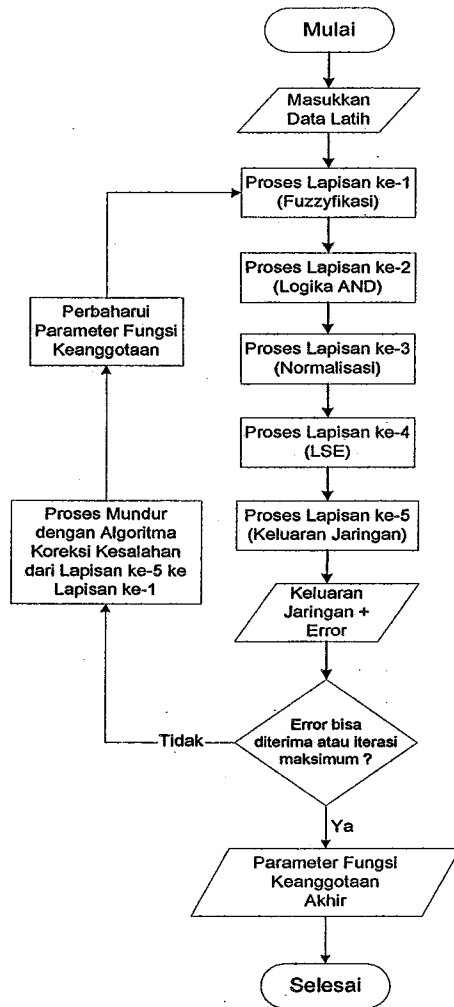 Mulai
Masukkan
Data Latih
Proses Lapisan ke-1
(Fuzzyfikasi)
Proses Lapisan ke-2
(Logika AND)
Perbaharui
Parameter Fungsi
Keanggotaan
Proses Lapisan ke-3
(Normalisasi)
Proses Lapisan ke-4
(LSE)
Proses Lapisan ke-5
(Keluaran Jaringan)
Proses Mundur
dengan Algoritma
Koreksi Kesalahan
dari Lapisan ke-5 ke
Lapisan ke-1
Keluaran
Jaringan +
Error
Error bisa
diterima atau iterasi
maksimum ?
Tidak
Ya
Parameter Fungsi
Keanggotaan
Akhir
Selesai